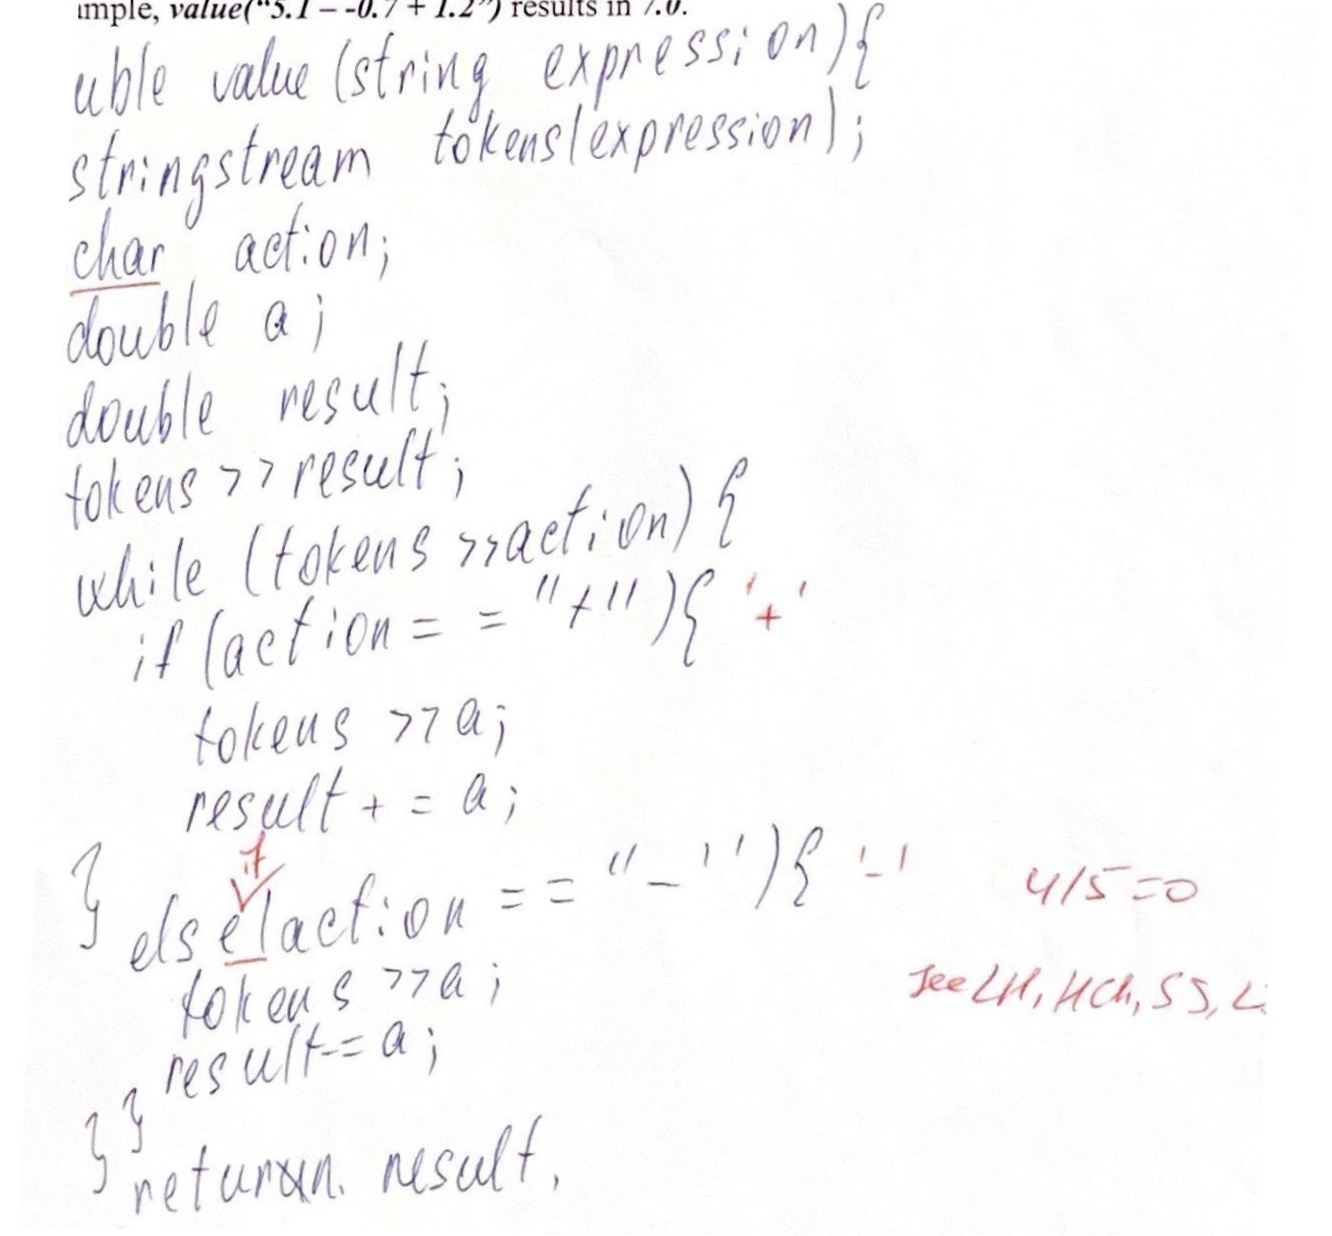 mple, value("5.1 – -0.7 + 1.2") results in 7.0.
uble value (string expression){
stringstream tokens(expression);
char action;
double a;
double result;
tokens >> result;
while (tokens >>action) {
if (action = = "+"){ '+'
tokens >> a;
result + = a;
if
} else(action = = "-"){ '-' 4/5=0
tokens >>a;
see LH, HCh, SS, L
result-=a;
}}
return result.